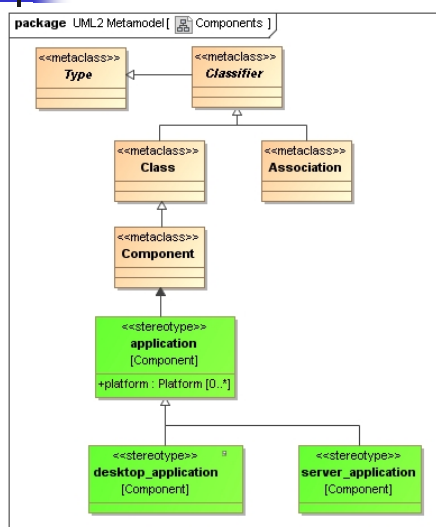 package UML2 Metamodel[ Components ]
<<metaclass>>
Type
<<metaclass>>
Classifier
<<metaclass>>
Class
<<metaclass>>
Association
<<metaclass>>
Component
<<stereotype>>
application
[Component]
+platform : Platform [0..*]
<<stereotype>>
desktop_application
[Component]
<<stereotype>>
server_application
[Component]